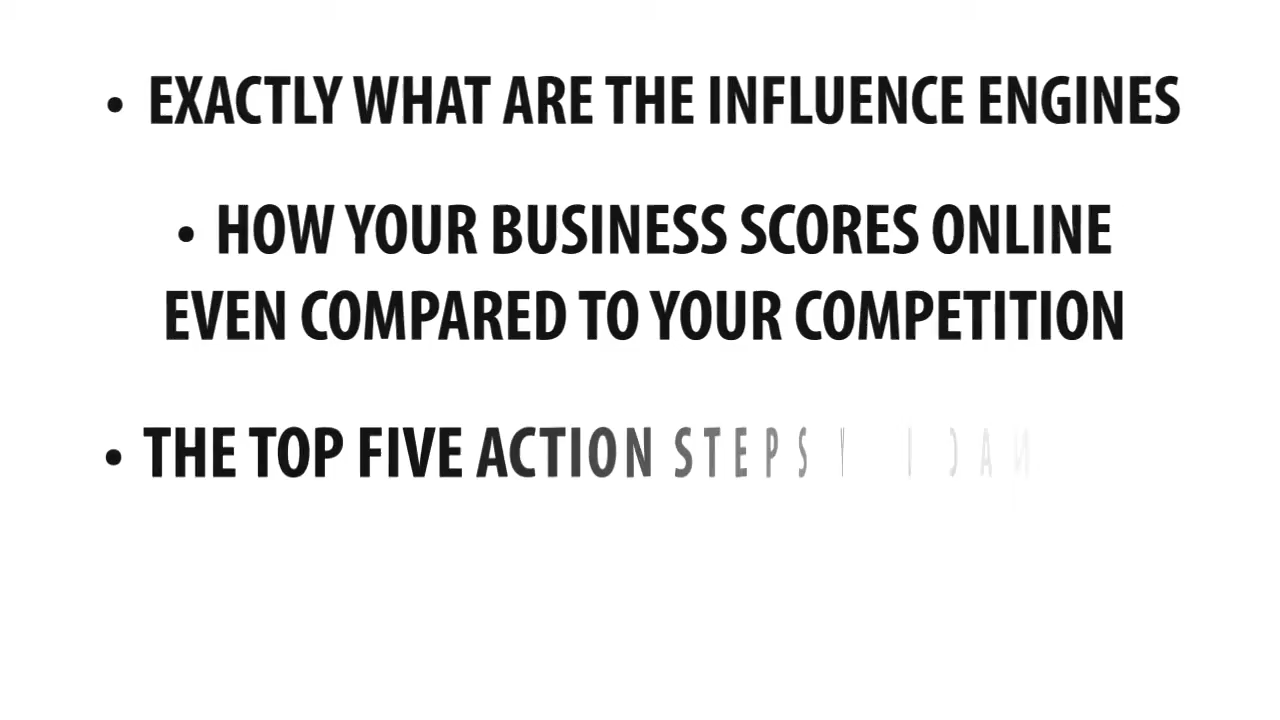 • EXACTLY WHAT ARE THE INFLUENCE ENGINES
• HOW YOUR BUSINESS SCORES ONLINE
EVEN COMPARED TO YOUR COMPETITION
• THE TOP FIVE ACTION STEPS